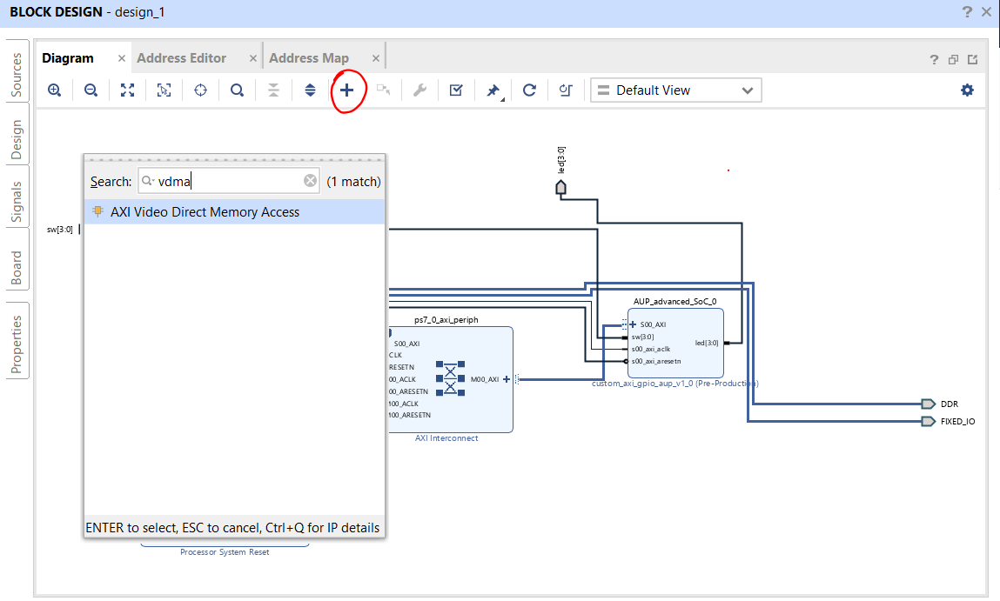 BLOCK DESIGN - design_1
? ×
Sources
Design
Signals
Board
Properties
Diagram × Address Editor × Address Map ×
?
Default View
Search: vdma (1 match)
AXI Video Direct Memory Access
ENTER to select, ESC to cancel, Ctrl+Q for IP details
sw[3:0]
led[3:0]
ps7_0_axi_periph
S00_AXI
CLK
RESETN
00_ACLK
00_ARESETN
M00_AXI
00_ACLK
00_ARESETN
AXI Interconnect
AUP_advanced_SoC_0
S00_AXI
sw[3:0]
s00_axi_aclk
s00_axi_aresetn
led[3:0]
custom_axi_gpio_aup_v1_0 (Pre-Production)
DDR
FIXED_IO
Processor System Reset